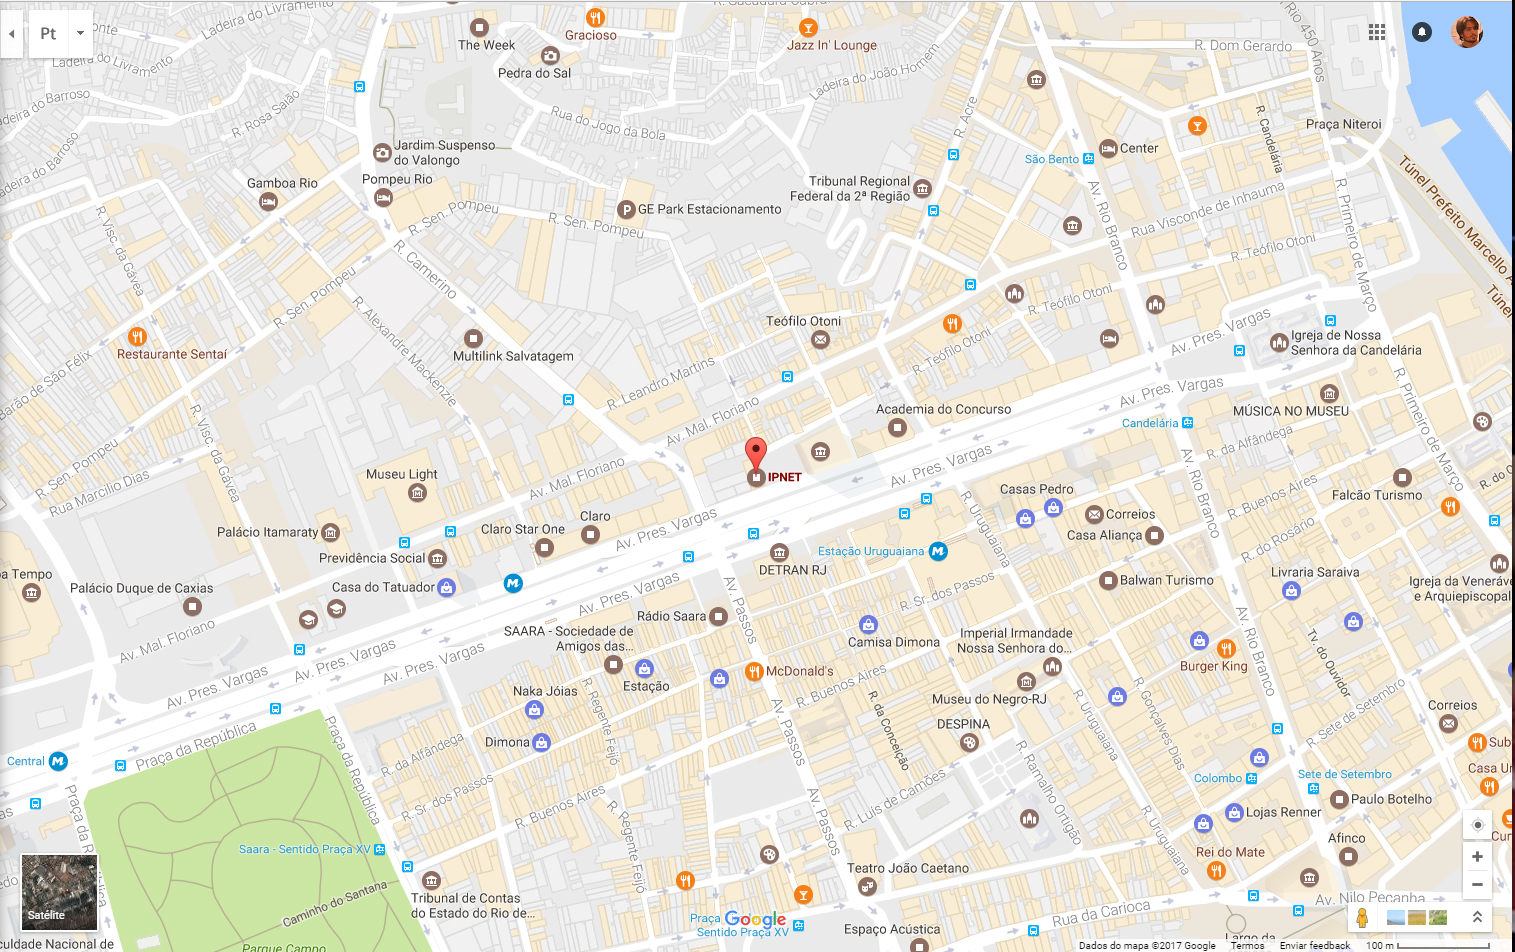 Pt
Ladeira do Livramento
Ladeira do Livramento
The Week
Gracioso
Jazz In' Lounge
Pedra do Sal
Ladeira do João Homem
Rua do Jogo da Bola
R. Rosa Saião
Ladeira do Barroso
Ladeira do Barroso
Rio 450 Anos
R. Dom Gerardo
R. Acre
R. Candelária
Praça Niterói
São Bento
Center
Av. Rio Branco
Túnel Prefeito Marcello A
Túne
Jardim Suspenso
do Valongo
Pompeu Rio
Gamboa Rio
R. Sen. Pompeu
R. Sen. Pompeu
GE Park Estacionamento
Tribunal Regional
Federal da 2ª Região
Rua Visconde de Inhauma
R. Teófilo Otoni
R. Teófilo Otoni
R. Teófilo Otoni
R. Primeiro de Março
R. Visc. da Gávea
R. Camerino
R. Sen. Pompeu
R. Alexandre Mackenzie
Restaurante Sentaí
Barão de São Félix
Multilink Salvatagem
Teófilo Otoni
R. Leandro Martins
Av. Mal. Floriano
Av. Pres. Vargas
Igreja de Nossa
Senhora da Candelária
Av. Pres. Vargas
MÚSICA NO MUSEU
Academia do Concurso
Candelária
R. da Alfândega
R. Primeiro de Março
R. Visc. da Gávea
R. Sen. Pompeu
Rua Marcílio Dias
Museu Light
Av. Mal. Floriano
IPNET
Av. Pres. Vargas
Av. Rio Branco
R. Buenos Aires
R. do O
Falcão Turismo
Casas Pedro
Correios
Casa Aliança
R. Uruguaiana
R. do Rosário
Palácio Itamaraty
Claro Star One
Claro
Av. Pres. Vargas
Previdência Social
Casa do Tatuador
Estação Uruguaiana
DETRAN RJ
Palácio Duque de Caxias
Av. Pres. Vargas
Av. Passos
R. Sr. dos Passos
Balwan Turismo
Livraria Saraiva
Igreja da Veneráve
e Arquiepiscopal
Rádio Saara
SAARA - Sociedade de
Amigos das...
Camisa Dimona
Imperial Irmandade
Nossa Senhora do...
Av. Mal. Floriano
Av. Pres. Vargas
Av. Pres. Vargas
Av. Pres. Vargas
Av. Rio Branco
Tv. do Ouvidor
Burger King
Estação
McDonald's
R. Buenos Aires
Museu do Negro-RJ
Naka Jóias
R. Regente Feijó
R. da Conceição
DESPINA
R. Uruguaiana
R. Gonçalves Dias
R. Sete de Setembro
Correios
Dimona
R. da Alfândega
Praça da República
Praça da República
Central
Av. Passos
R. Ramalho Ortigão
Colombo
Sete de Setembro
Sub
Casa Ur
R. Sr. dos Passos
R. Buenos Aires
R. Luís de Camões
Paulo Botelho
Lojas Renner
R. Uruguaiana
R. Regente Feijó
Av. Passos
Saara - Sentido Praça XV
Rei do Mate
Afinco
Cur
Teatro João Caetano
Tribunal de Contas
do Estado do Rio de...
Caminho do Santana
Av. Nilo Peçanha
Rua da Carioca
Praça
Sentido Praça XV
Google
Espaço Acústica
Largo da
Satélite
culdade Nacional de
Parque Campo
Dados do mapa ©2017 Google
Termos
Enviar feedback
100 m